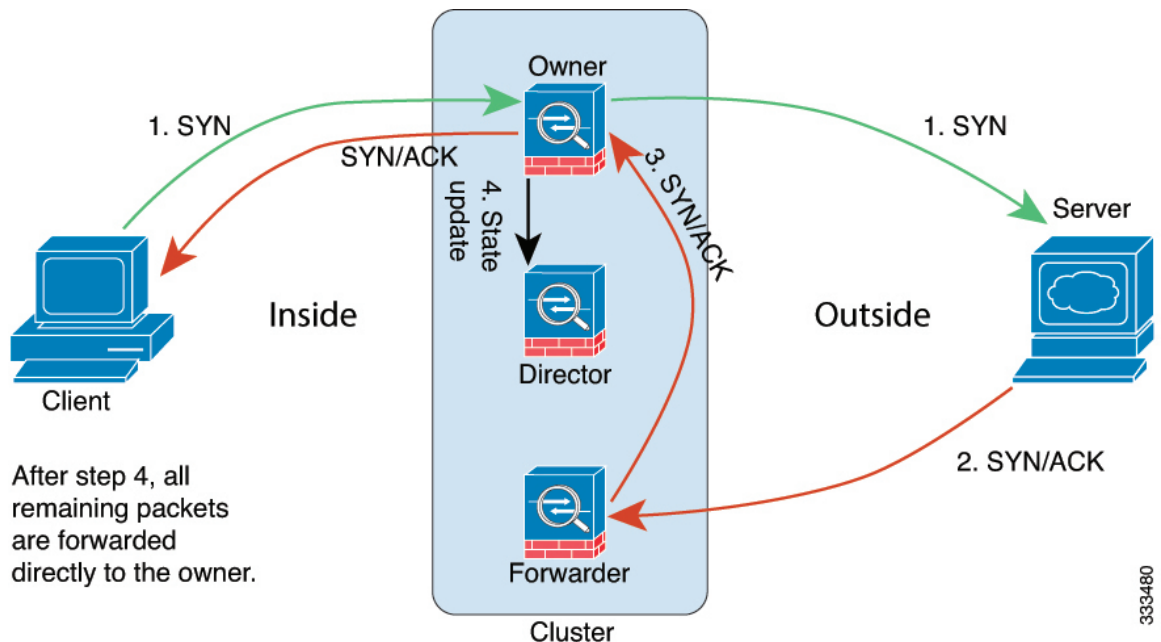 Owner
1. SYN
1. SYN
SYN/ACK
3. SYN/ACK
4. State
update
Server
Inside
Outside
Director
Client
2. SYN/ACK
After step 4, all
remaining packets
are forwarded
directly to the owner.
Forwarder
Cluster
333480